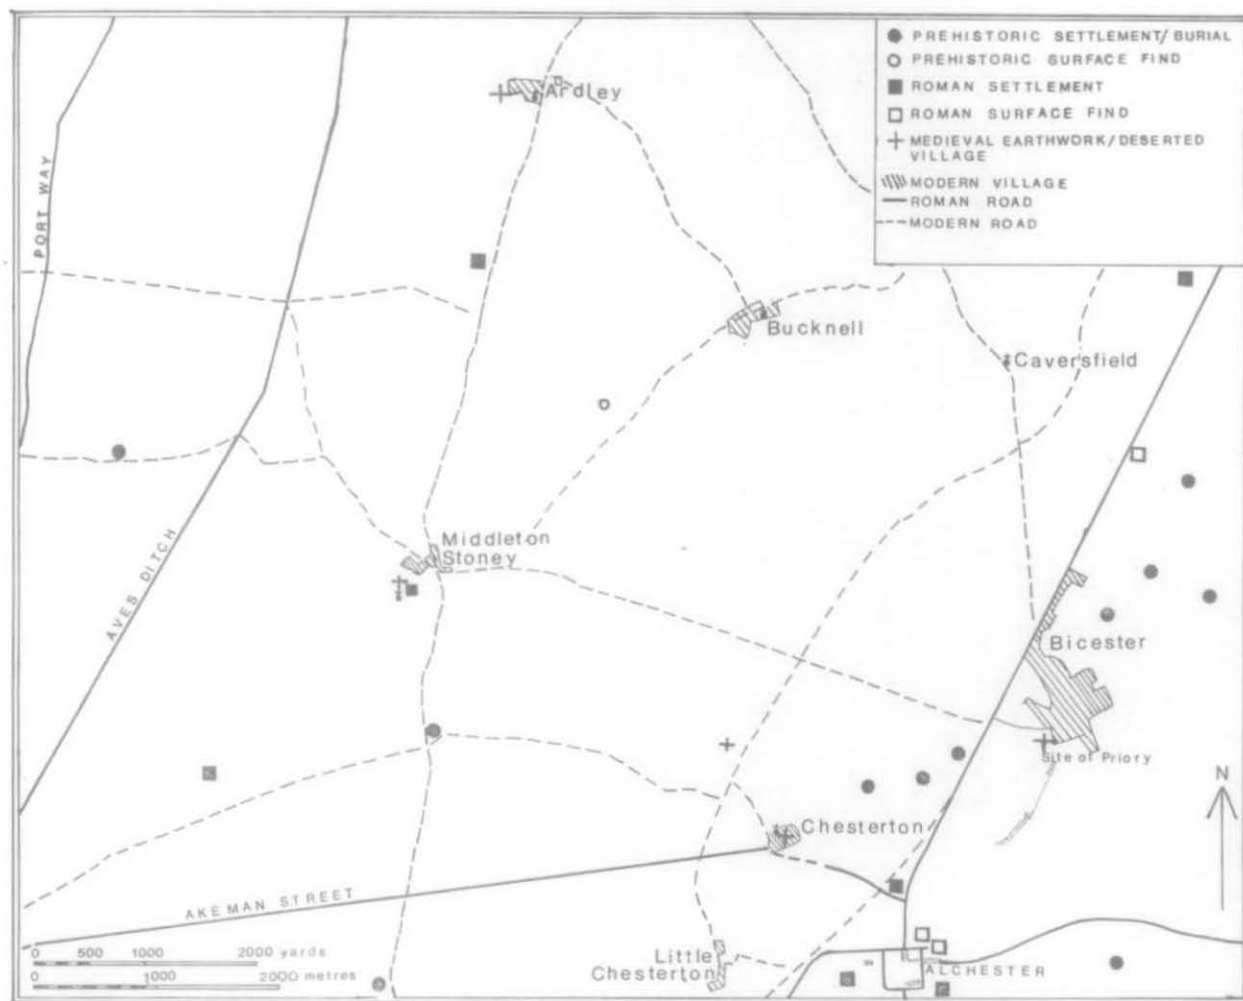 PREHISTORIC SETTLEMENT/BURIAL
PREHISTORIC SURFACE FIND
ROMAN SETTLEMENT
ROMAN SURFACE FIND
MEDIEVAL EARTHWORK/DESERTED
VILLAGE
MODERN VILLAGE
ROMAN ROAD
MODERN ROAD
Ardley
PORT WAY
Bucknell
Caversfield
Middleton
Stoney
AVES DITCH
Bicester
Site of Priory
N
Chesterton
AKEMAN STREET
0 500 1000 2000 yards
0 1000 2000 metres
Little
Chesterton
ALCHESTER